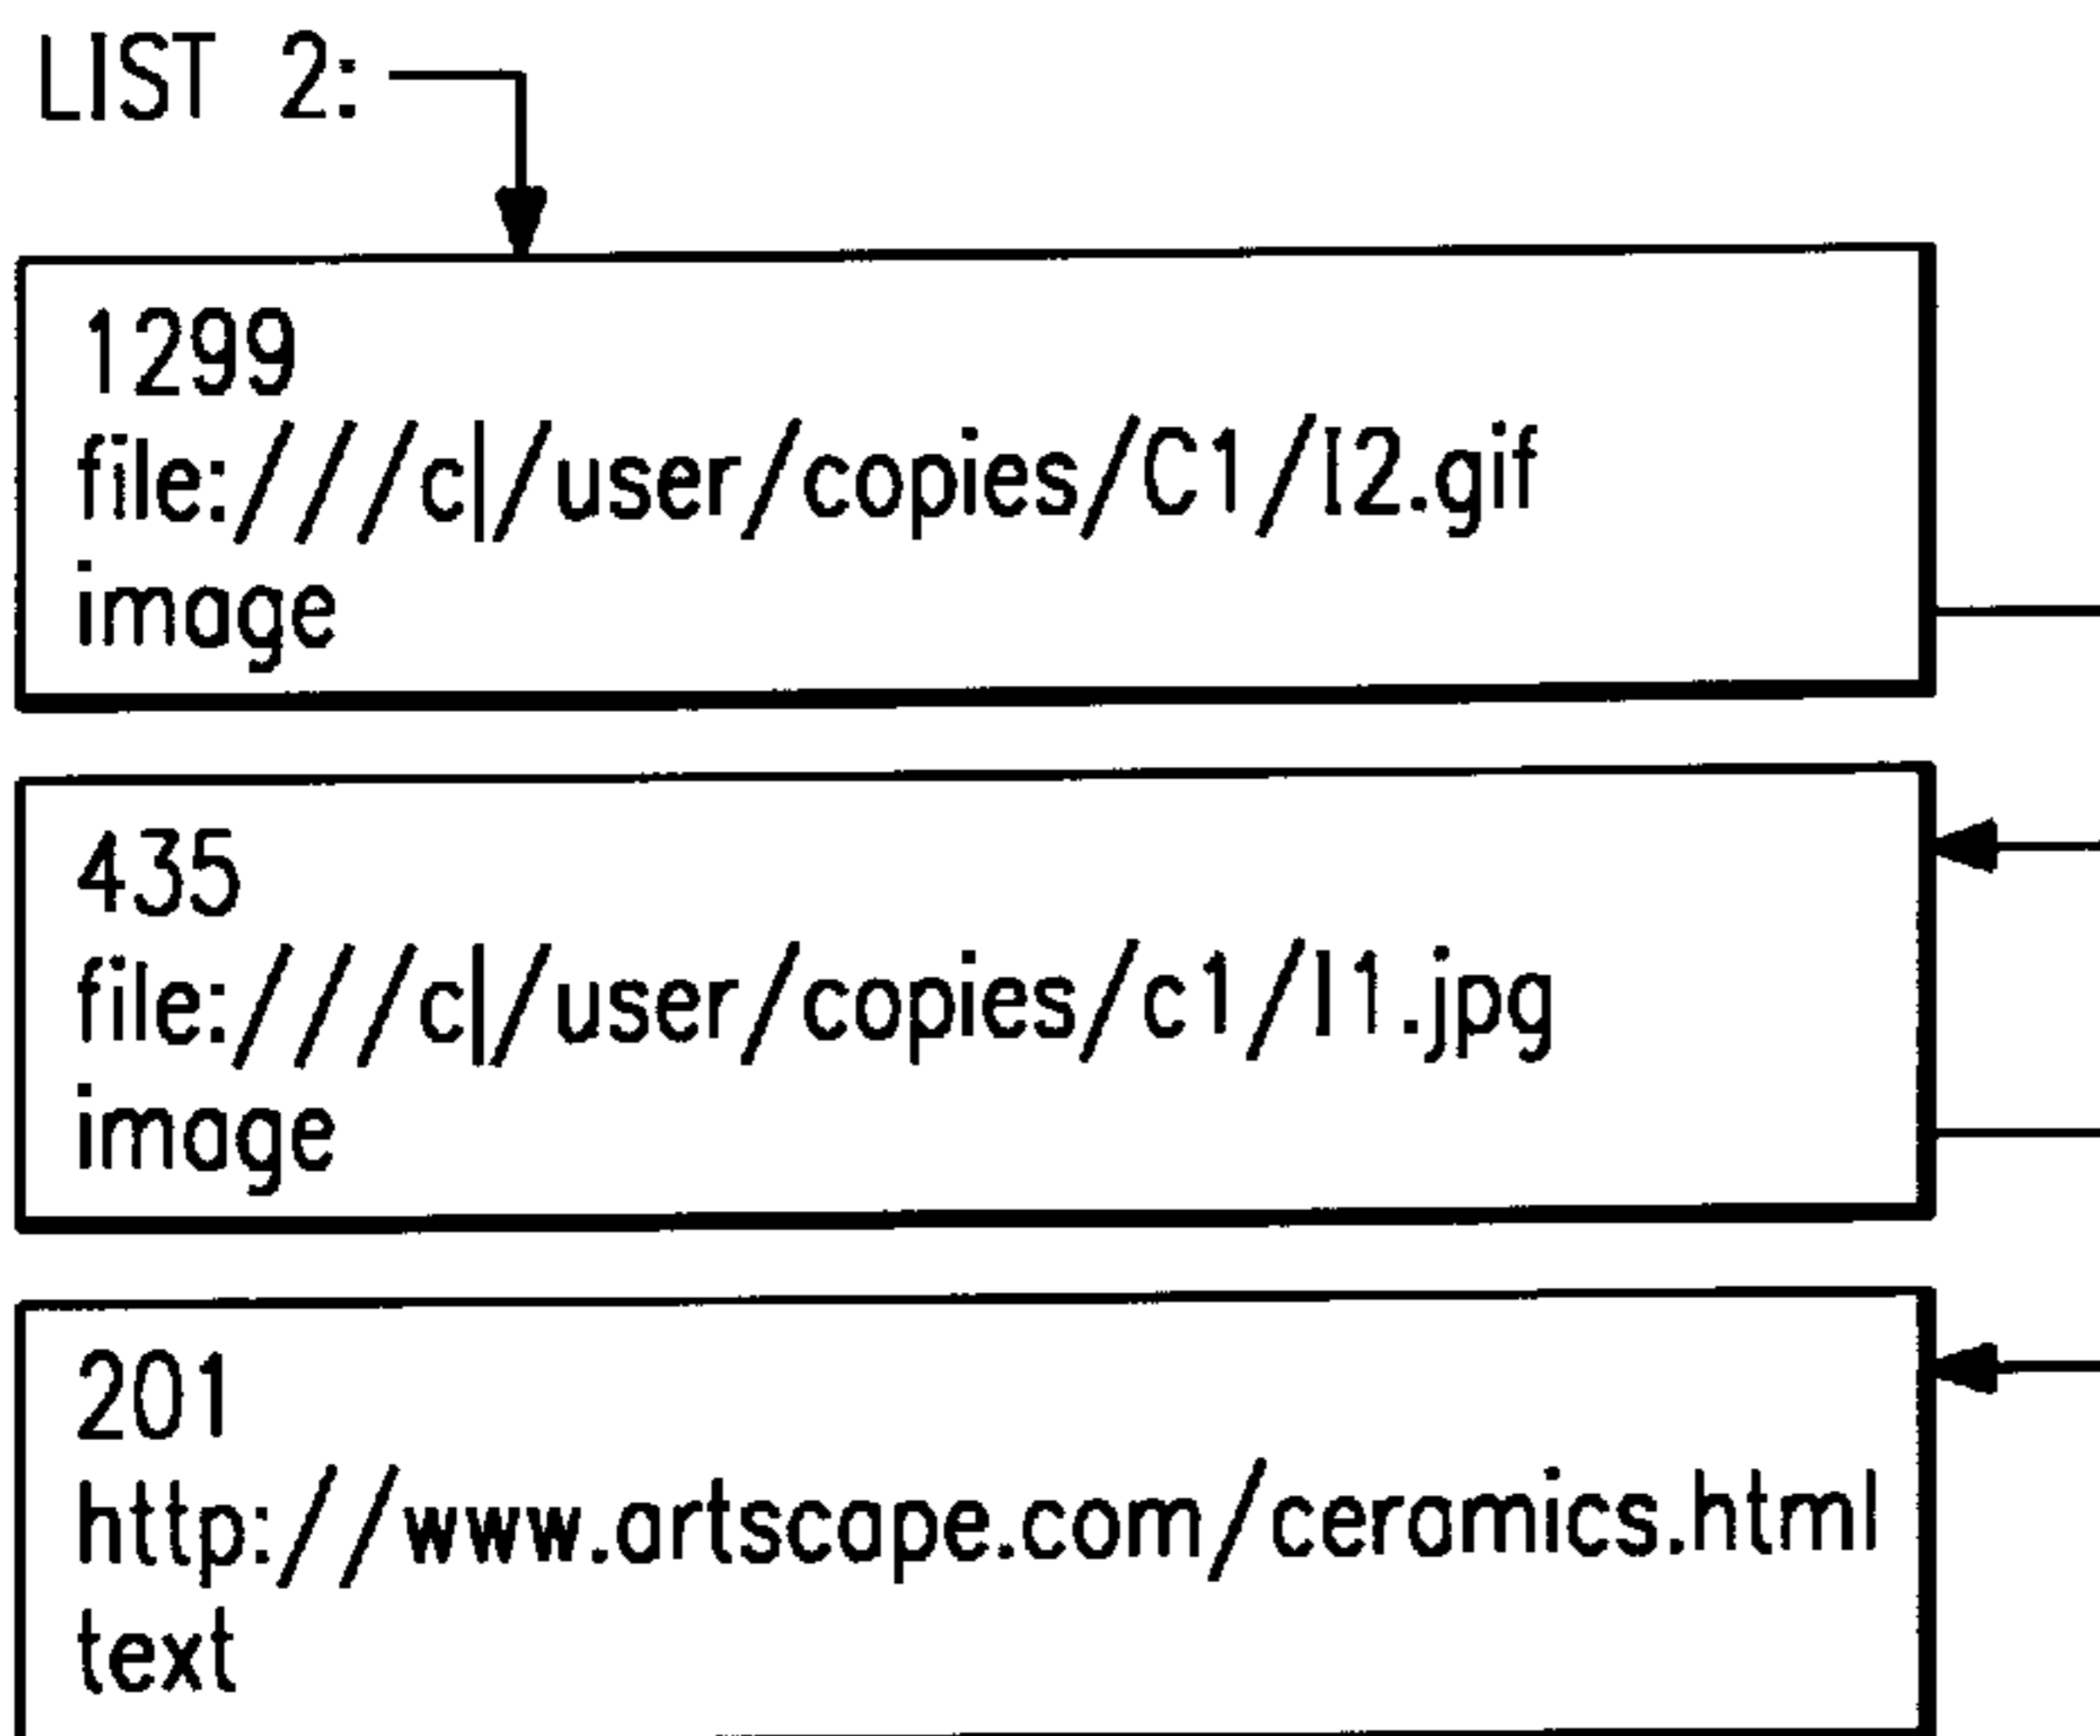 LIST 2:
1299
file:///c|/user/copies/C1/I2.gif
image
435
file:///c|/user/copies/c1/I1.jpg
image
201
http://www.artscape.com/ceramics.html
text